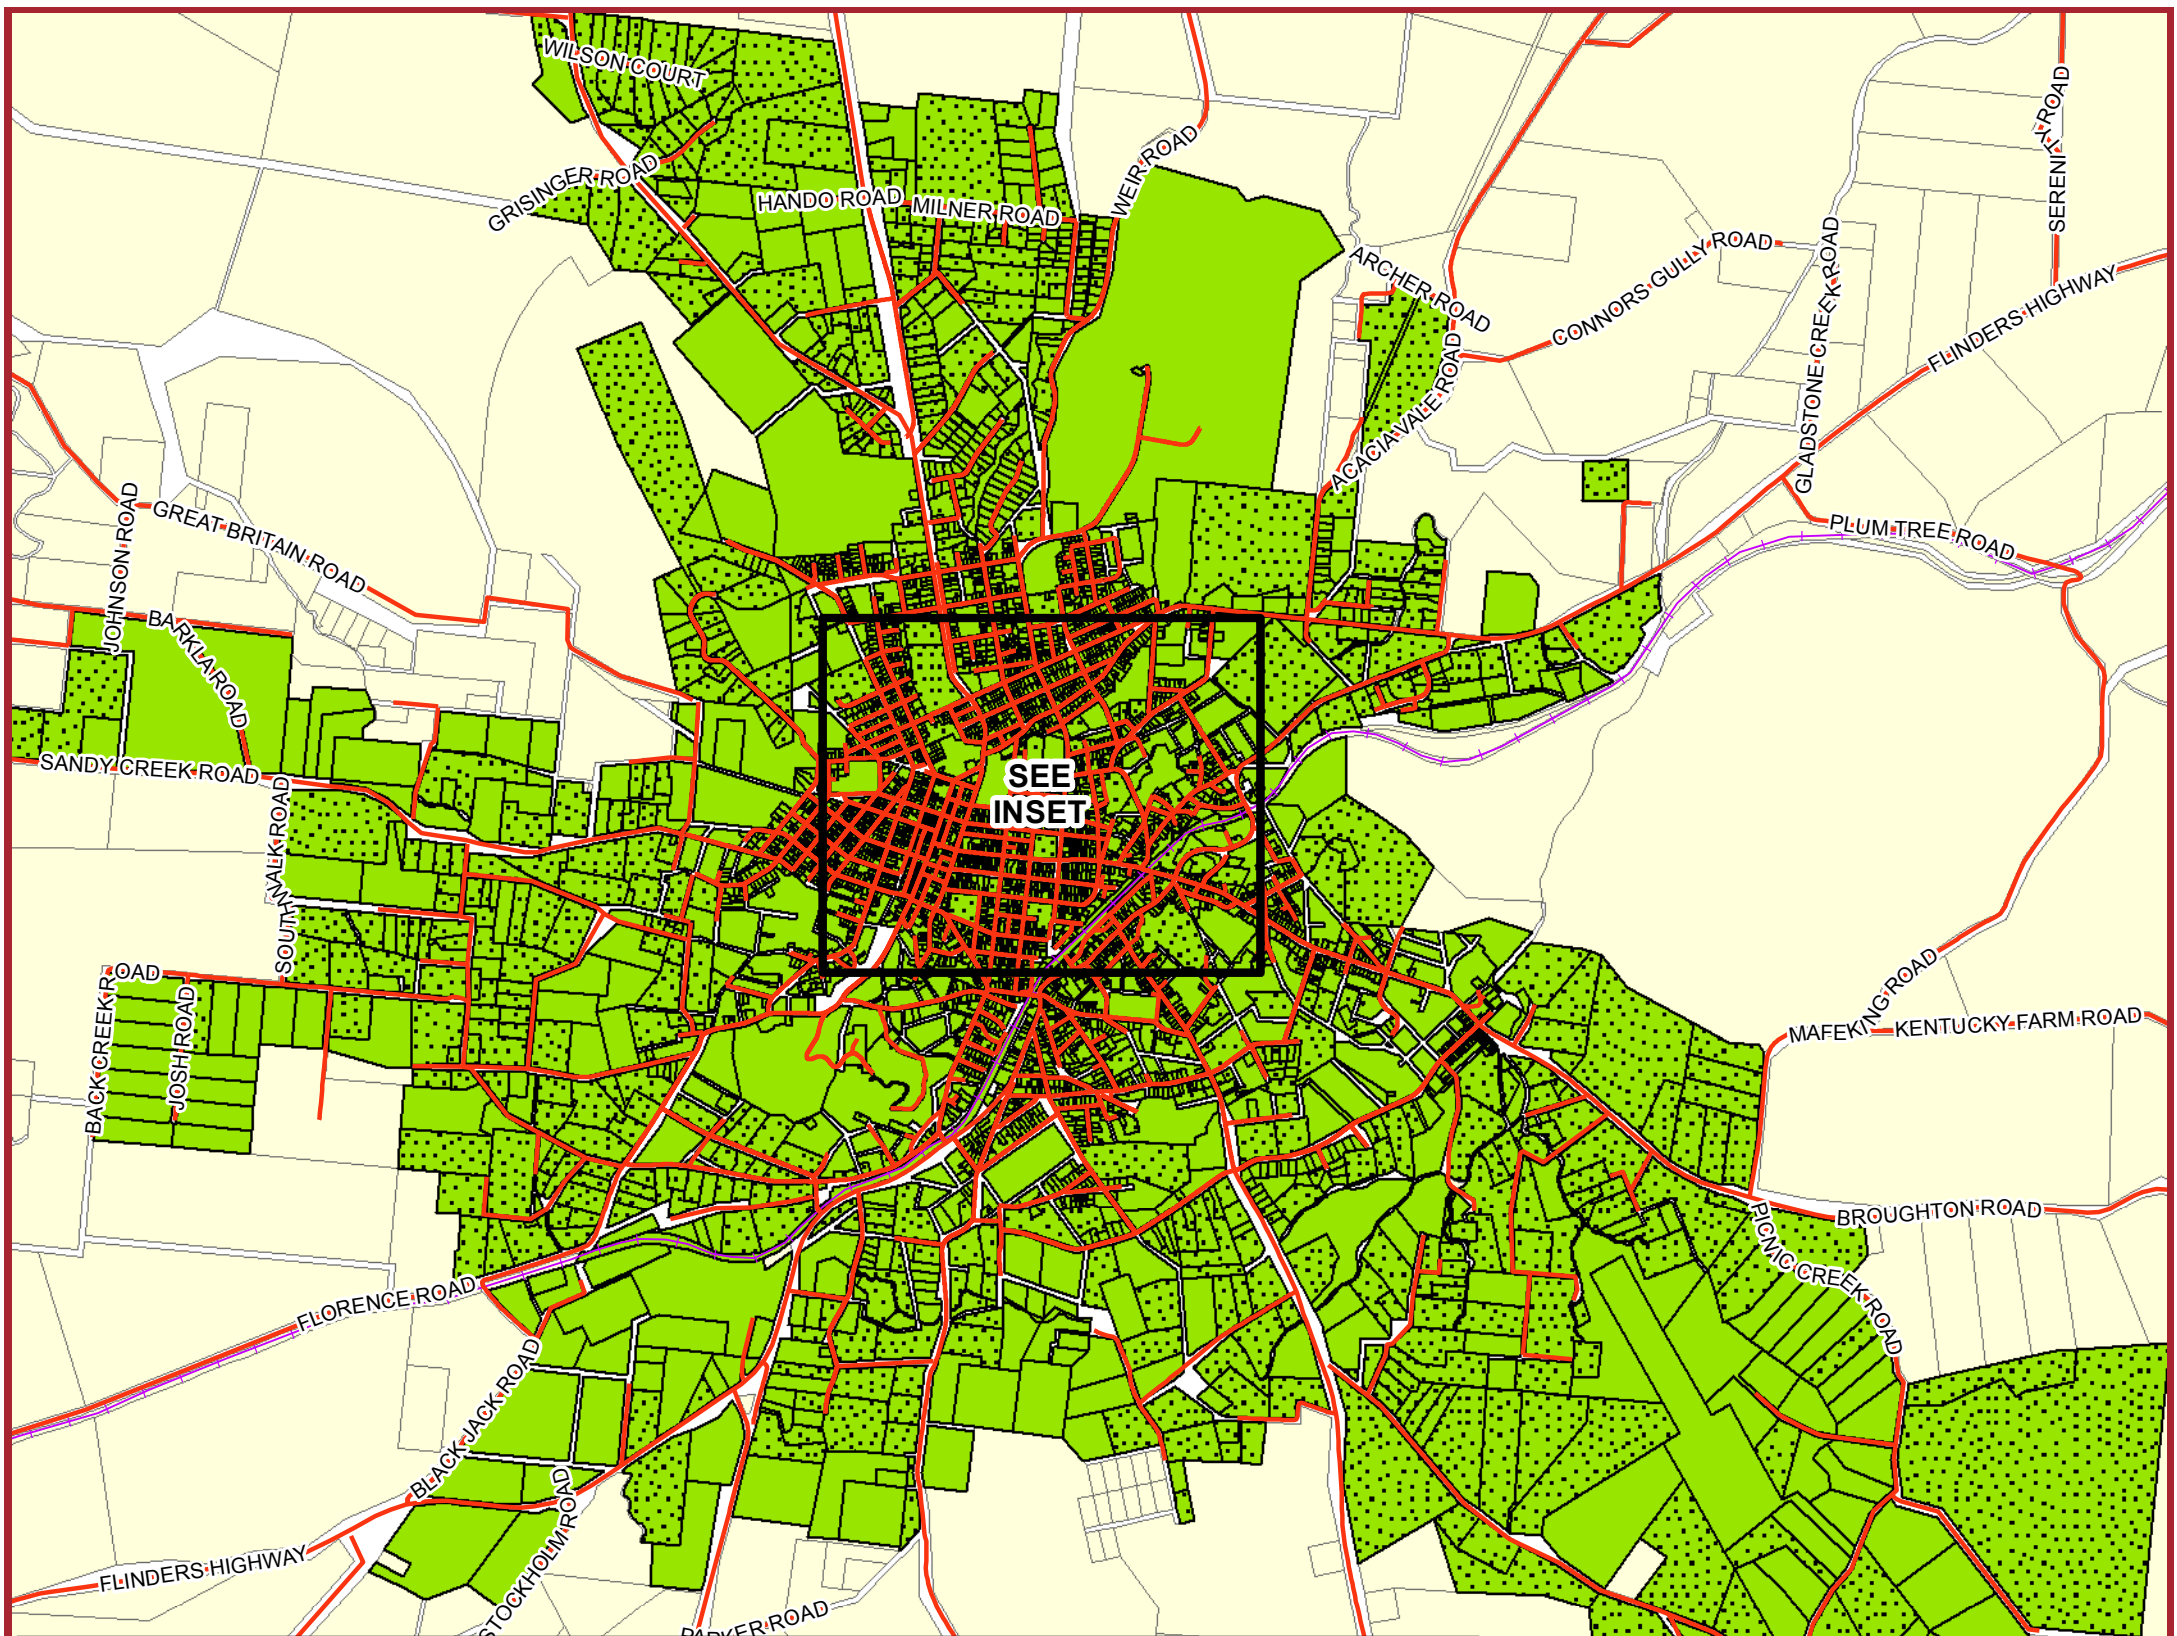 WILSON COURT
GRISINGER ROAD
HANDO ROAD
MILNER ROAD
WEIR ROAD
SERENITY ROAD
ARCHER ROAD
CONNORS GULLY ROAD
GLADSTONE CREEK ROAD
FLINDERS HIGHWAY
ACACIA VALE ROAD
JOHNSON ROAD
GREAT BRITAIN ROAD
PLUM TREE ROAD
BARKLA ROAD
SANDY CREEK ROAD
SEE
INSET
SOUTH WALK ROAD
BACK CREEK ROAD
JOSH ROAD
MAFEKING ROAD
KENTUCKY FARM ROAD
BROUGHTON ROAD
PICNIC CREEK ROAD
FLORENCE ROAD
BLACK JACK ROAD
FLINDERS HIGHWAY
STOCKHOLM ROAD
PARKER ROAD